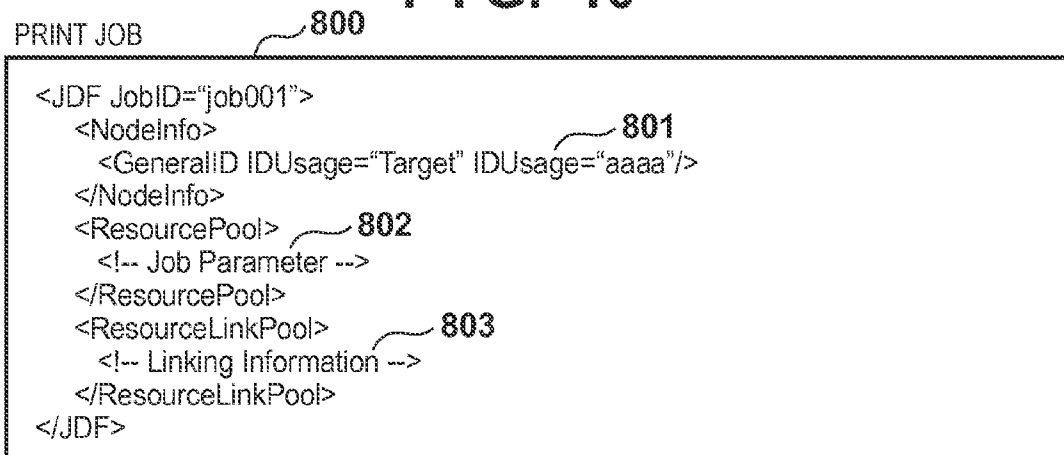 PRINT JOB
800
<JDF JobID="job001">
<NodeInfo>
801
<GeneralID IDUsage="Target" IDUsage="aaaa"/>
</NodeInfo>
<ResourcePool>
802
<!-- Job Parameter -->
</ResourcePool>
<ResourceLinkPool>
803
<!-- Linking Information -->
</ResourceLinkPool>
</JDF>